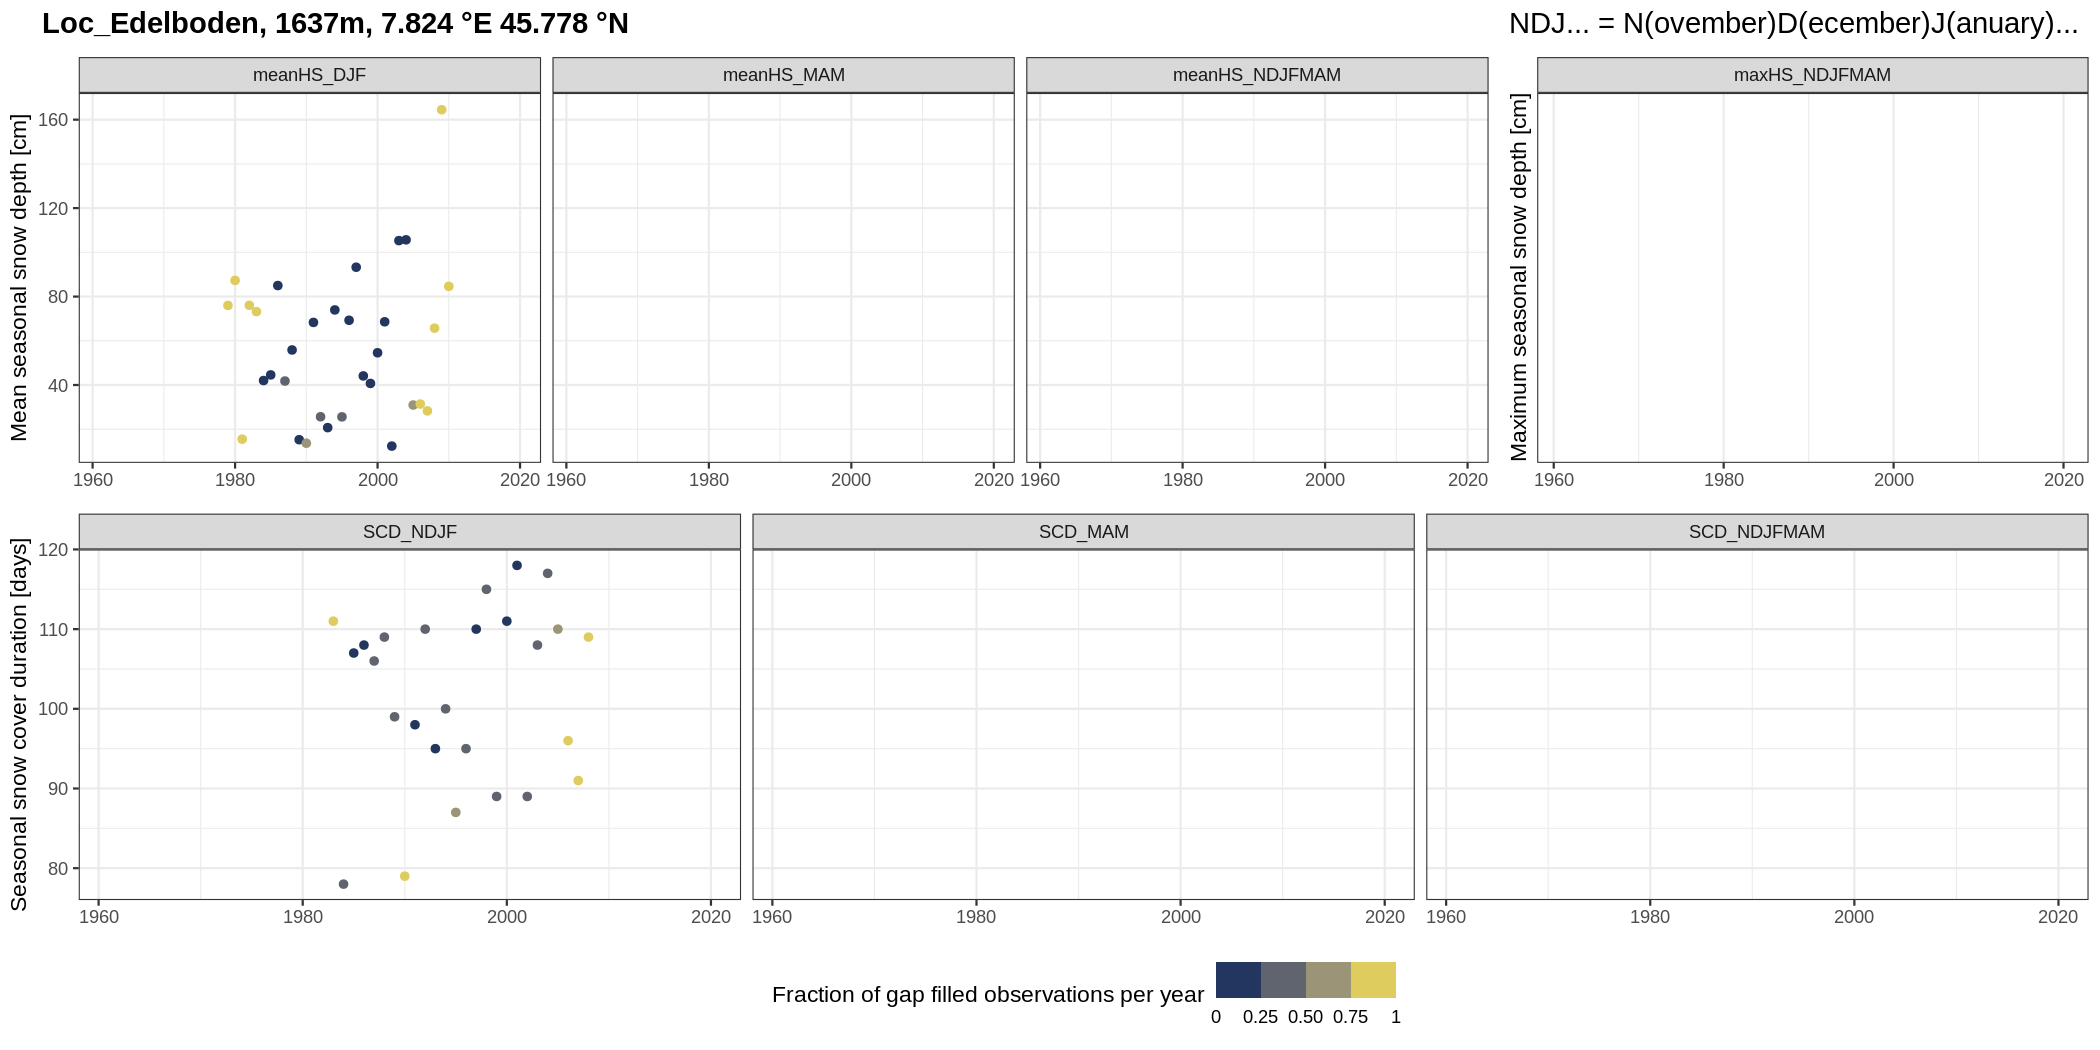 Loc_Edelboden, 1637m, 7.824 °E 45.778 °N
NDJ... = N(ovember)D(ecember)J(anuary)...
meanHS_DJF
meanHS_MAM
meanHS_NDJFMAM
maxHS_NDJFMAM
Mean seasonal snow depth [cm]
160
120
80
40
Maximum seasonal snow depth [cm]
1960 1980 2000 2020
1960 1980 2000 2020
1960 1980 2000 2020
1960 1980 2000 2020
SCD_NDJF
SCD_MAM
SCD_NDJFMAM
Seasonal snow cover duration [days]
120
110
100
90
80
1960 1980 2000 2020
1960 1980 2000 2020
1960 1980 2000 2020
Fraction of gap filled observations per year
0 0.25 0.50 0.75 1